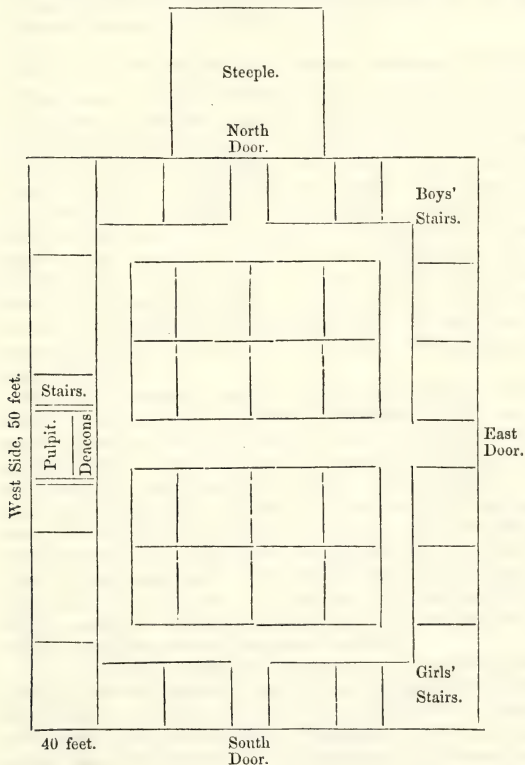 Steeple.
North
Door.
Boys'
Stairs.
Stairs.
Pulpit.
Deacons
West Side, 50 feet.
East
Door.
Girls'
Stairs.
40 feet.
South
Door.